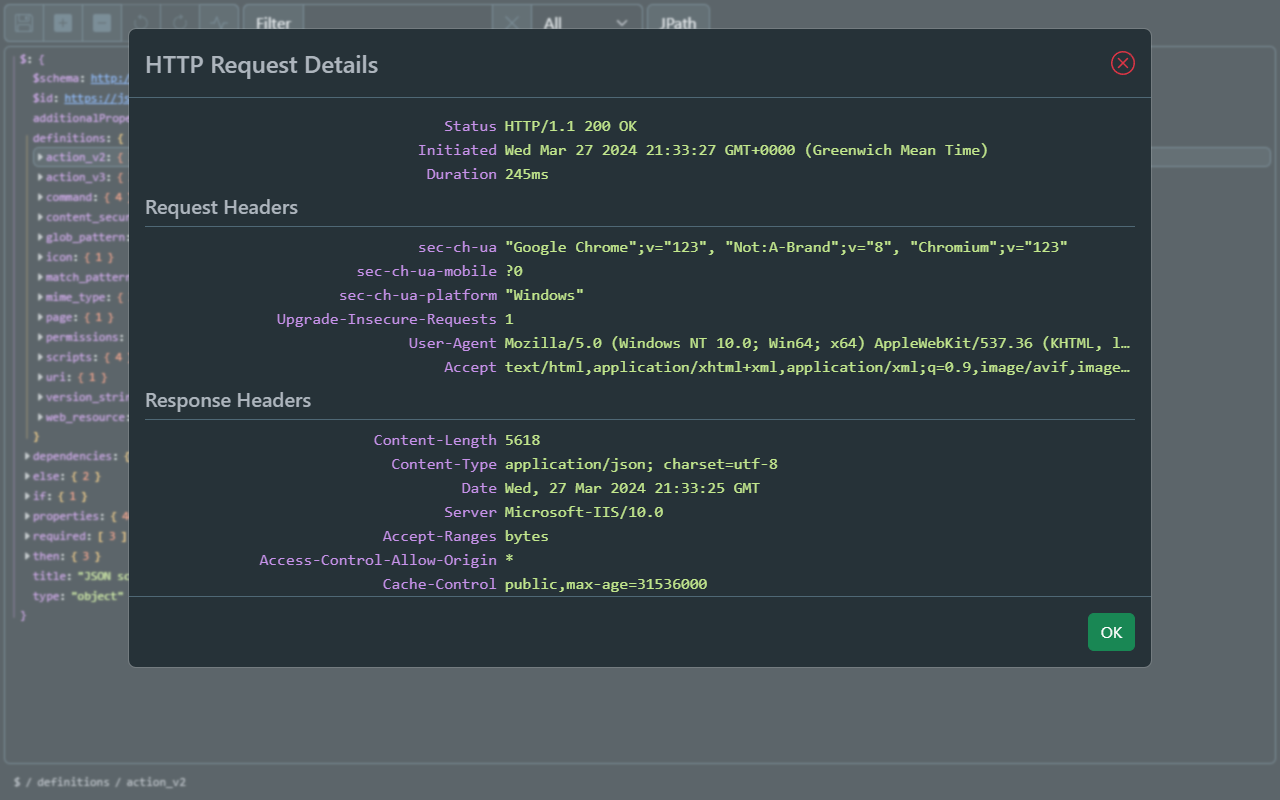 Filter All JPath
HTTP Request Details
Status HTTP/1.1 200 OK
Initiated Wed Mar 27 2024 21:33:27 GMT+0000 (Greenwich Mean Time)
Duration 245ms
Request Headers
sec-ch-ua "Google Chrome";v="123", "Not:A-Brand";v="8", "Chromium";v="123"
sec-ch-ua-mobile ?0
sec-ch-ua-platform "Windows"
Upgrade-Insecure-Requests 1
User-Agent Mozilla/5.0 (Windows NT 10.0; Win64; x64) AppleWebKit/537.36 (KHTML, l…
Accept text/html,application/xhtml+xml,application/xml;q=0.9,image/avif,image…
Response Headers
Content-Length 5618
Content-Type application/json; charset=utf-8
Date Wed, 27 Mar 2024 21:33:25 GMT
Server Microsoft-IIS/10.0
Accept-Ranges bytes
Access-Control-Allow-Origin *
Cache-Control public,max-age=31536000
OK
$: {
$schema: http:/
$id: https://js
additionalPrope
definitions: {
action_v2: {
action_v3: {
command: { 4
content_secur
glob_pattern:
icon: { 1 }
match_pattern
mime_type: {
page: { 1 }
permissions:
scripts: { 4
uri: { 1 }
version_strin
web_resource:
}
dependencies: {
else: { 2 }
if: { 1 }
properties: { 4
required: [ 3 ]
then: { 3 }
title: "JSON sc
type: "object"
}
$ / definitions / action_v2